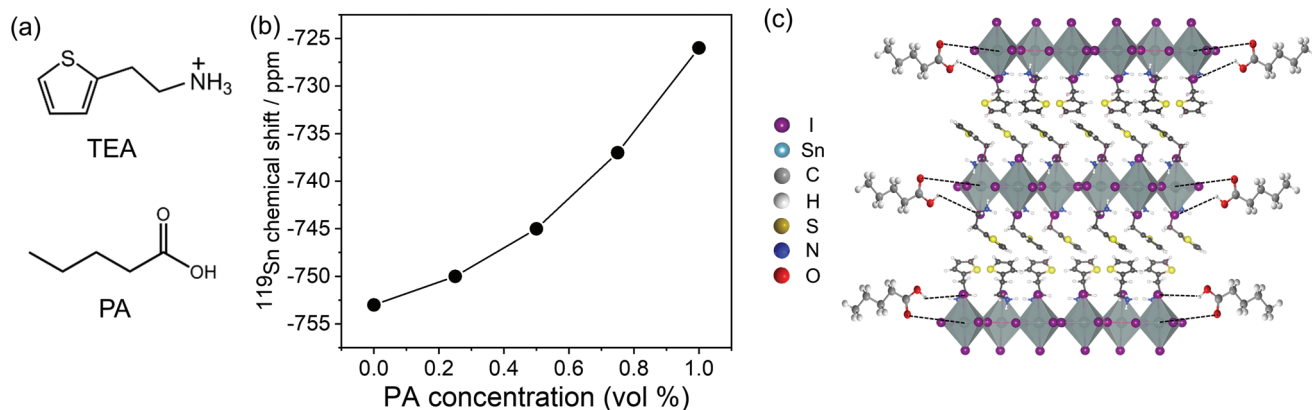 (a)
S
+
NH3
TEA
O
OH
PA
(b)
119Sn chemical shift / ppm
-725
-730
-735
-740
-745
-750
-755
0.0
0.2
0.4
0.6
0.8
1.0
PA concentration (vol %)
(c)
I
Sn
C
H
S
N
O